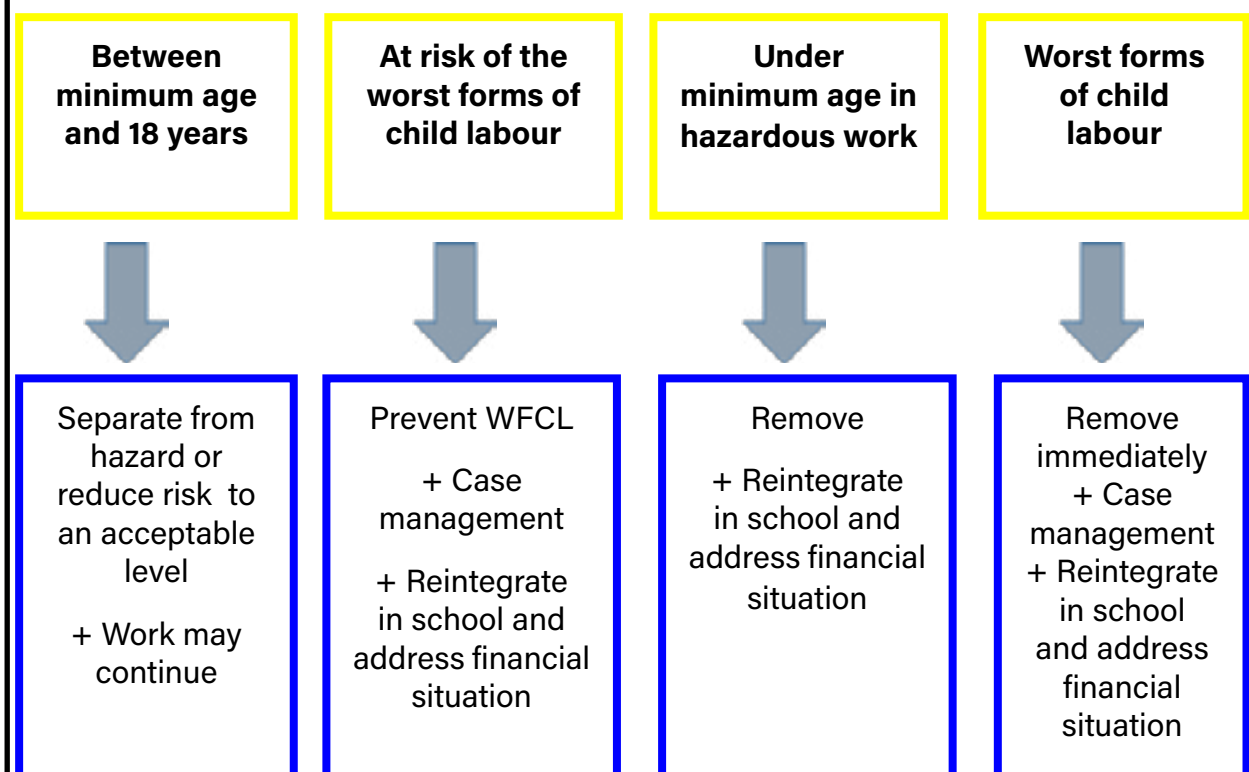 Between
minimum age
and 18 years
At risk of the
worst forms of
child labour
Under
minimum age in
hazardous work
Worst forms
of child
labour
Separate from
hazard or
reduce risk to
an acceptable
level
+ Work may
continue
Prevent WFCL
+ Case
management
+ Reintegrate
in school and
address financial
situation
Remove
+ Reintegrate
in school and
address financial
situation
Remove
immediately
+ Case
management
+ Reintegrate
in school
and address
financial
situation